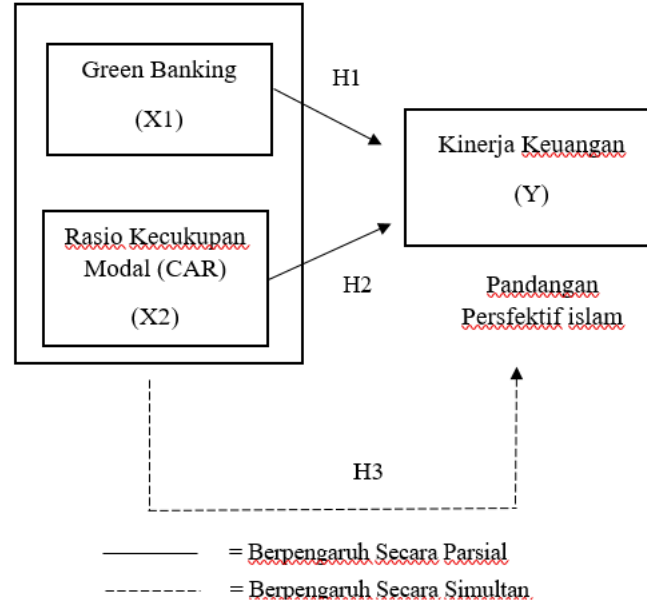 Green Banking
(X1)
H1
Kinerja Keuangan
(Y)
Rasio Kecukupan
Modal (CAR)
(X2)
H2
Pandangan
Persfektif islam
H3
= Berpengaruh Secara Parsial
= Berpengaruh Secara Simultan